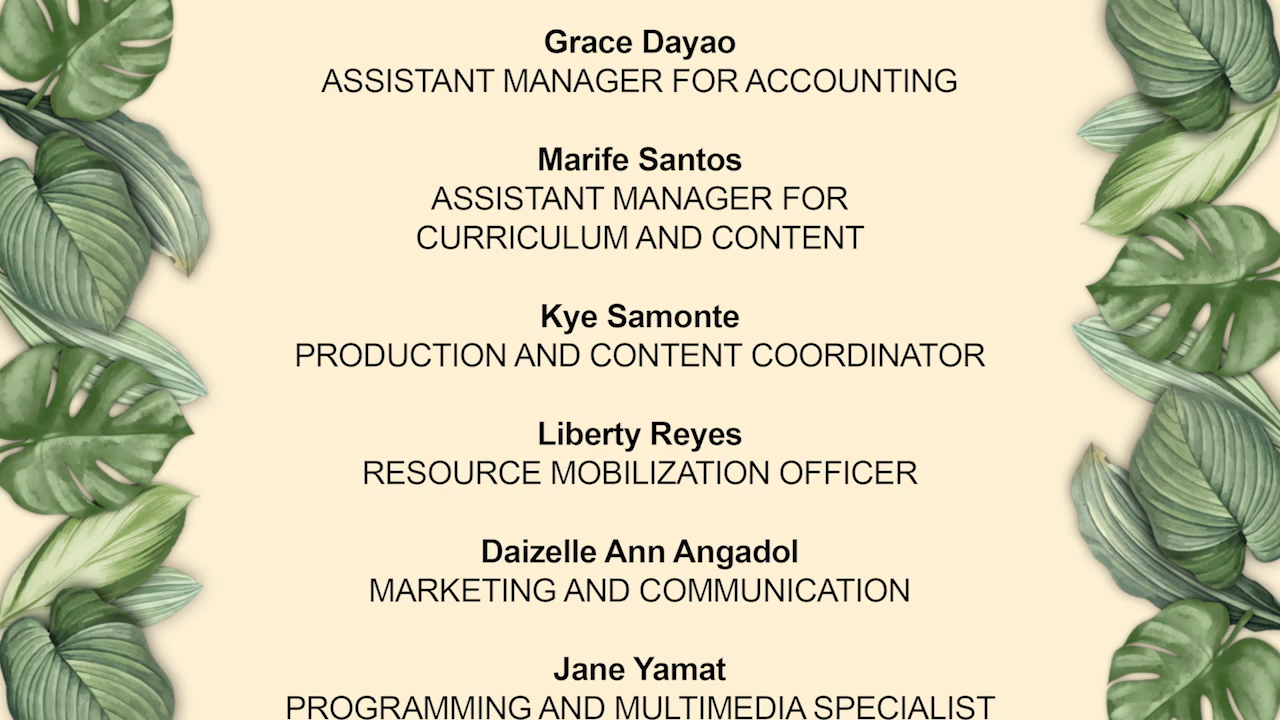 Grace Dayao
ASSISTANT MANAGER FOR ACCOUNTING
Marife Santos
ASSISTANT MANAGER FOR
CURRICULUM AND CONTENT
Kye Samonte
PRODUCTION AND CONTENT COORDINATOR
Liberty Reyes
RESOURCE MOBILIZATION OFFICER
Daizelle Ann Angadol
MARKETING AND COMMUNICATION
Jane Yamat
PROGRAMMING AND MULTIMEDIA SPECIALIST